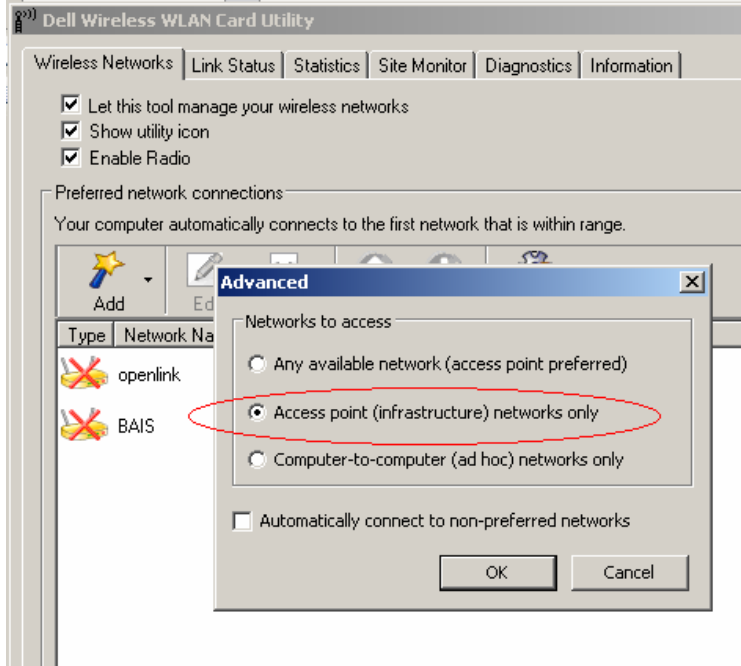 Dell Wireless WLAN Card Utility
Wireless Networks Link Status Statistics Site Monitor Diagnostics Information
Let this tool manage your wireless networks
Show utility icon
Enable Radio
Preferred network connections
Your computer automatically connects to the first network that is within range.
Add
Ed
Type Network Na
openlink
BAIS
Advanced
Networks to access
Any available network (access point preferred)
Access point (infrastructure) networks only
Computer-to-computer (ad hoc) networks only
Automatically connect to non-preferred networks
OK Cancel